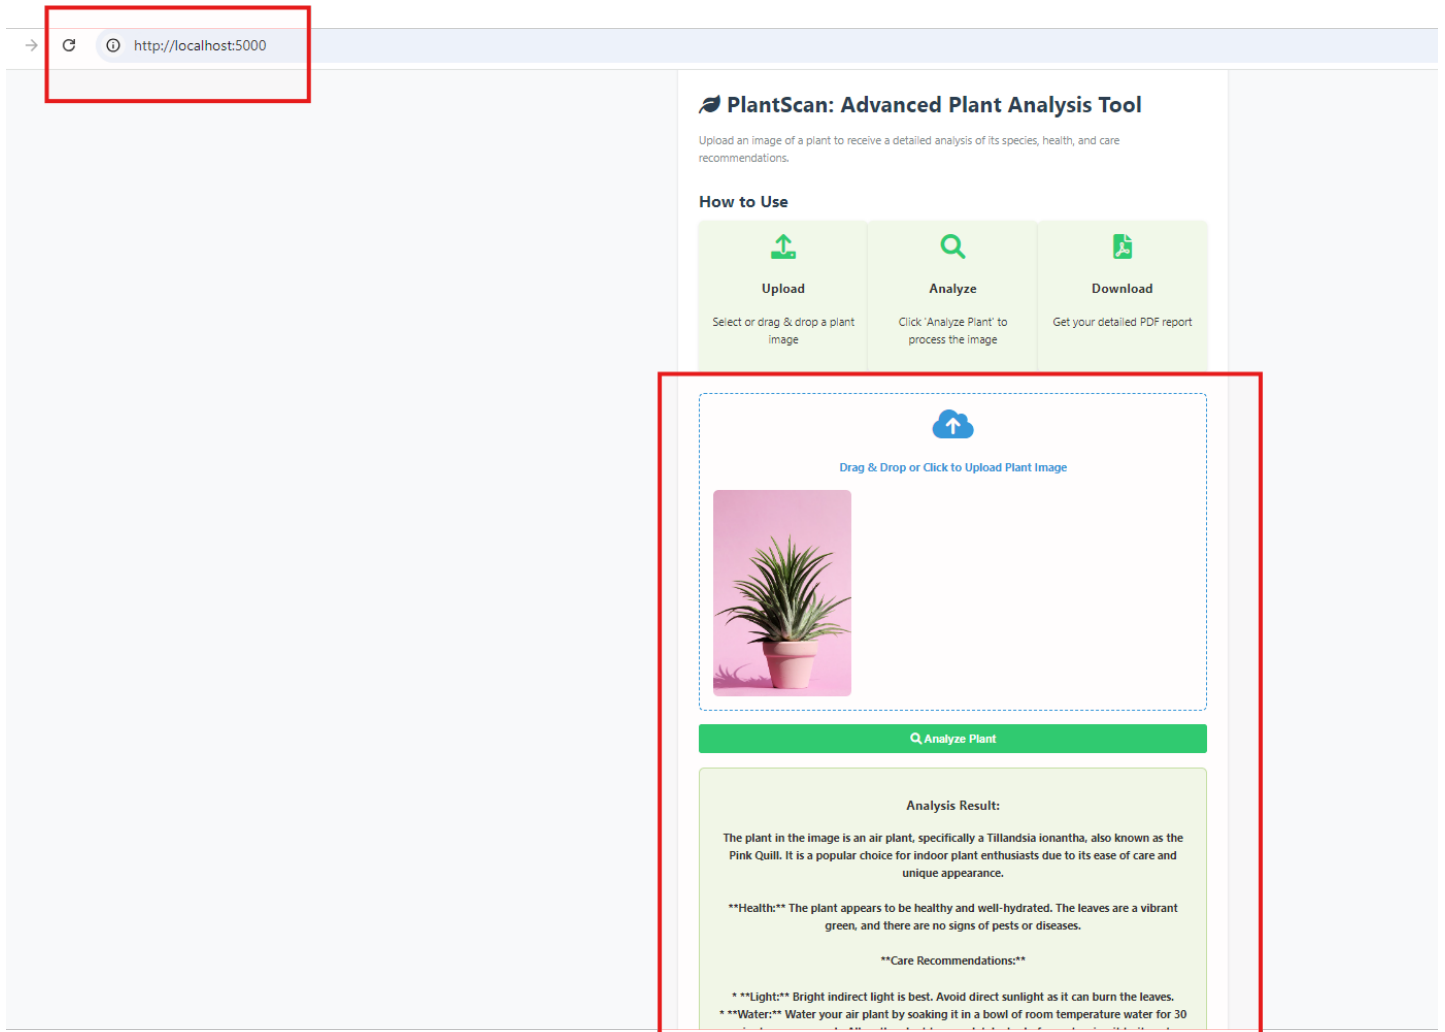 http://localhost:5000
PlantScan: Advanced Plant Analysis Tool
Upload an image of a plant to receive a detailed analysis of its species, health, and care
recommendations.
How to Use
Upload
Select or drag & drop a plant
image
Analyze
Click 'Analyze Plant' to
process the image
Download
Get your detailed PDF report
Drag & Drop or Click to Upload Plant Image
Analyze Plant
Analysis Result:
The plant in the image is an air plant, specifically a Tillandsia ionantha, also known as the
Pink Quill. It is a popular choice for indoor plant enthusiasts due to its ease of care and
unique appearance.
**Health:** The plant appears to be healthy and well-hydrated. The leaves are a vibrant
green, and there are no signs of pests or diseases.
**Care Recommendations:**
* **Light:** Bright indirect light is best. Avoid direct sunlight as it can burn the leaves.
* **Water:** Water your air plant by soaking it in a bowl of room temperature water for 30